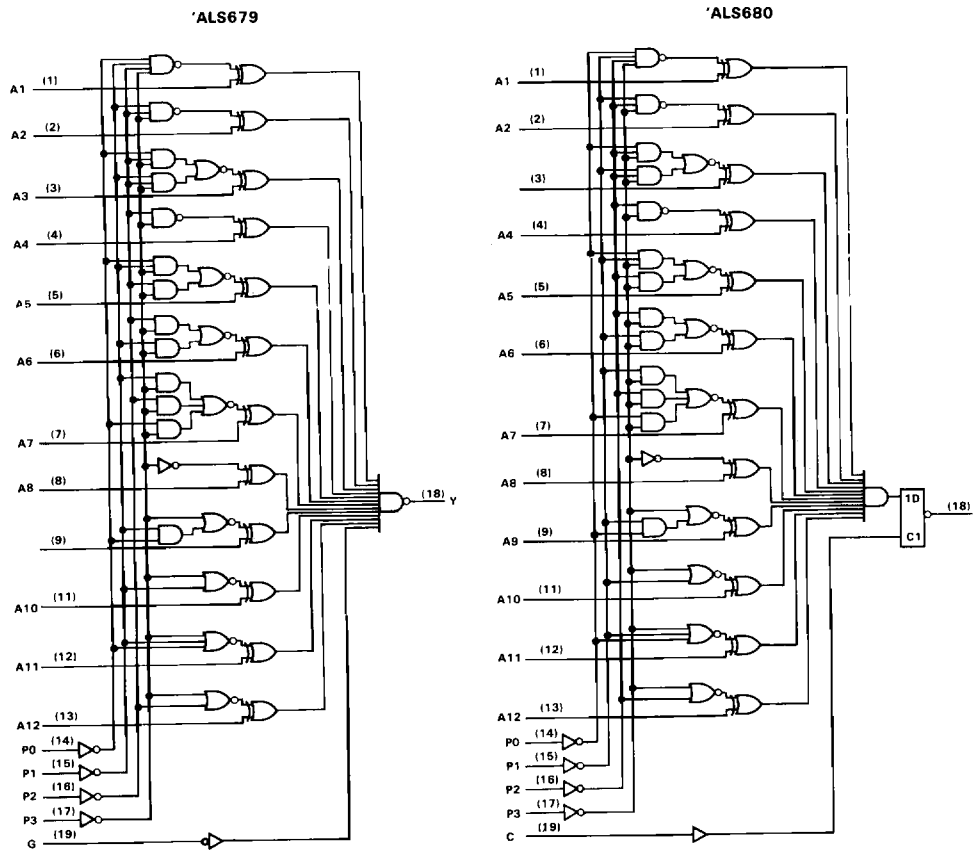 'ALS679
A1 (1)
A2 (2)
A3 (3)
A4 (4)
A5 (5)
A6 (6)
A7 (7)
A8 (8)
(9)
A10 (11)
A11 (12)
A12 (13)
P0 (14)
P1 (15)
P2 (16)
P3 (17)
G (19)
(18) Y
'ALS680
A1 (1)
A2 (2)
(3)
A4 (4)
A5 (5)
A6 (6)
A7 (7)
A8 (8)
A9 (9)
A10 (11)
A11 (12)
A12 (13)
P0 (14)
P1 (15)
P2 (16)
P3 (17)
C (19)
1D
C1
(18)